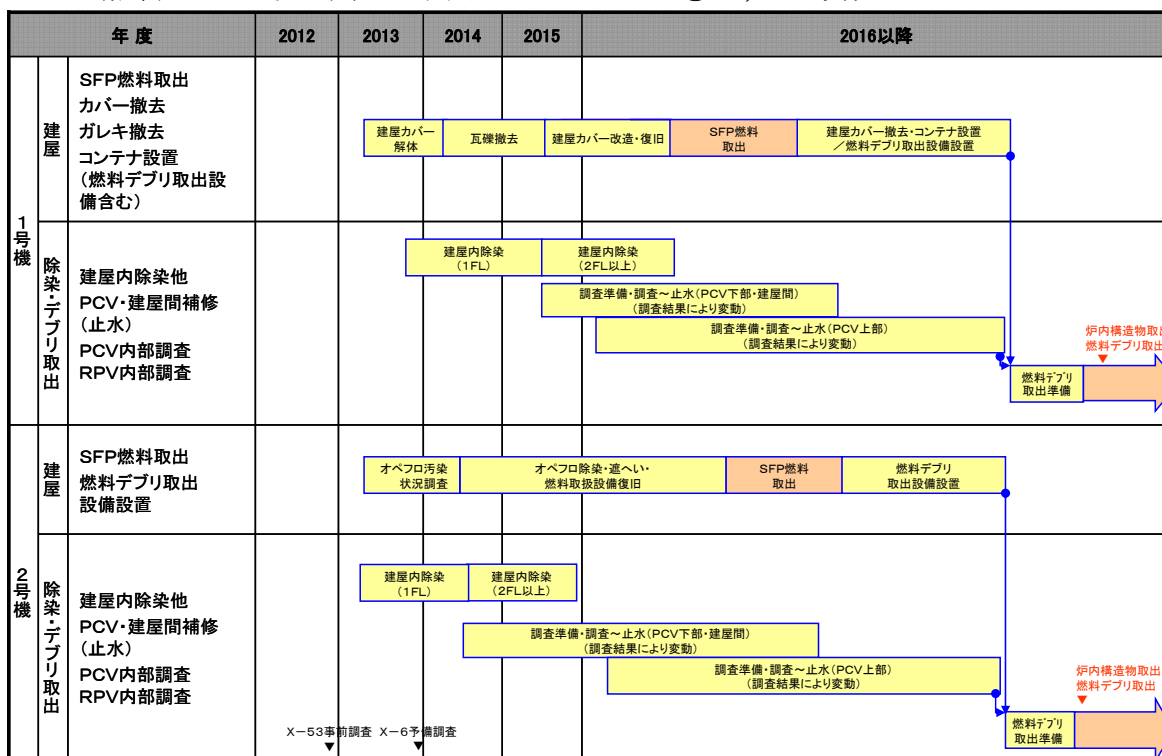 年度 2012 2013 2014 2015 2016以降
1号機
建屋
SFP燃料取出
カバー撤去
ガレキ撤去
コンテナ設置
(燃料デブリ取出設
備含む)
建屋カバー
解体
瓦礫撤去
建屋カバー改造・復旧
SFP燃料
取出
建屋カバー撤去・コンテナ設置
/燃料デブリ取出設備設置
除染・デブリ取出
建屋内除染他
PCV・建屋間補修
(止水)
PCV内部調査
RPV内部調査
建屋内除染
(1FL)
建屋内除染
(2FL以上)
調査準備・調査~止水(PCV下部・建屋間)
(調査結果により変動)
調査準備・調査~止水(PCV上部)
(調査結果により変動)
炉内構造物取出
燃料デブリ取出
燃料デブリ
取出準備
2号機
建屋
SFP燃料取出
燃料デブリ取出
設備設置
オペフロ汚染
状況調査
オペフロ除染・遮へい・
燃料取扱設備復旧
SFP燃料
取出
燃料デブリ
取出設備設置
除染・デブリ取出
建屋内除染他
PCV・建屋間補修
(止水)
PCV内部調査
RPV内部調査
建屋内除染
(1FL)
建屋内除染
(2FL以上)
調査準備・調査~止水(PCV下部・建屋間)
(調査結果により変動)
調査準備・調査~止水(PCV上部)
(調査結果により変動)
炉内構造物取出
燃料デブリ取出
燃料デブリ
取出準備
X-53事前調査 X-6予備調査